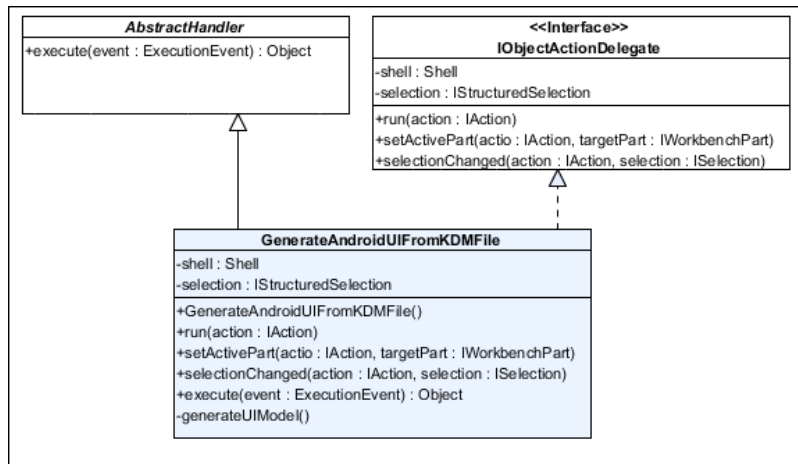 AbstractHandler
+execute(event : ExecutionEvent) : Object
<<Interface>>
IObjectActionDelegate
-shell : Shell
-selection : IStructuredSelection
+run(action : IAction)
+setActivePart(actio : IAction, targetPart : IWorkbenchPart)
+selectionChanged(action : IAction, selection : ISelection)
GenerateAndroidUIFromKDMFile
-shell : Shell
-selection : IStructuredSelection
+GenerateAndroidUIFromKDMFile()
+run(action : IAction)
+setActivePart(actio : IAction, targetPart : IWorkbenchPart)
+selectionChanged(action : IAction, selection : ISelection)
+execute(event : ExecutionEvent) : Object
-generateUIModel()